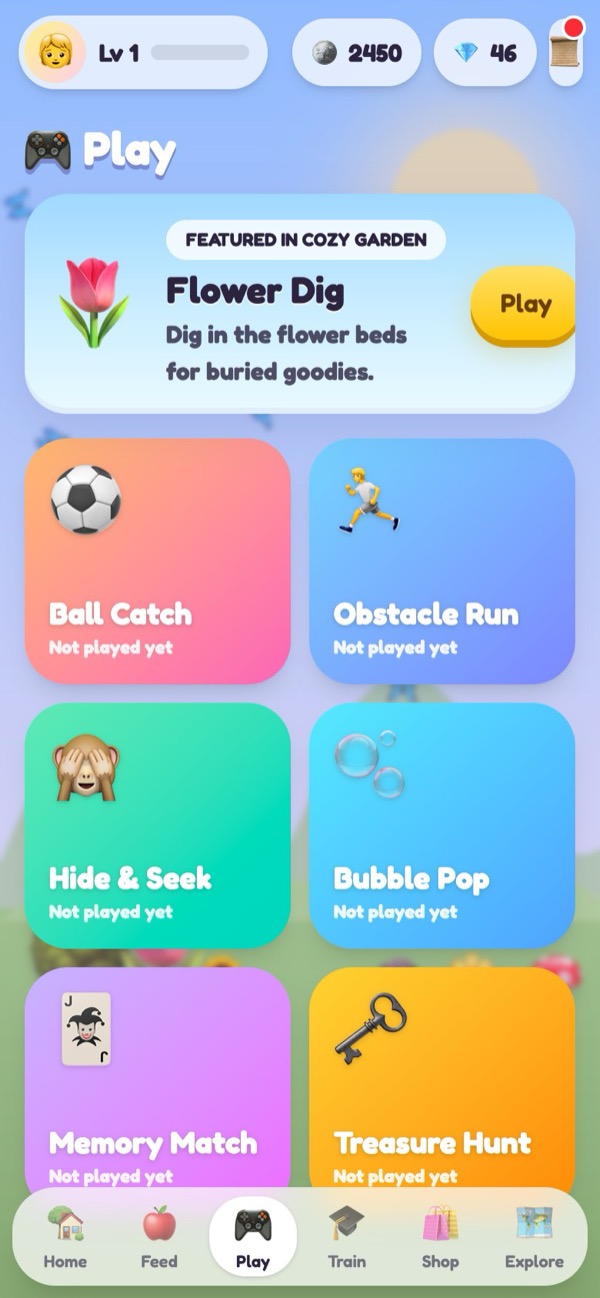 Lv 1
2450
46
Play
FEATURED IN COZY GARDEN
Flower Dig
Dig in the flower beds
for buried goodies.
Play
Ball Catch
Not played yet
Obstacle Run
Not played yet
Hide & Seek
Not played yet
Bubble Pop
Not played yet
J
J
Memory Match
Not played yet
Treasure Hunt
Not played yet
Home
Feed
Play
Train
Shop
Explore